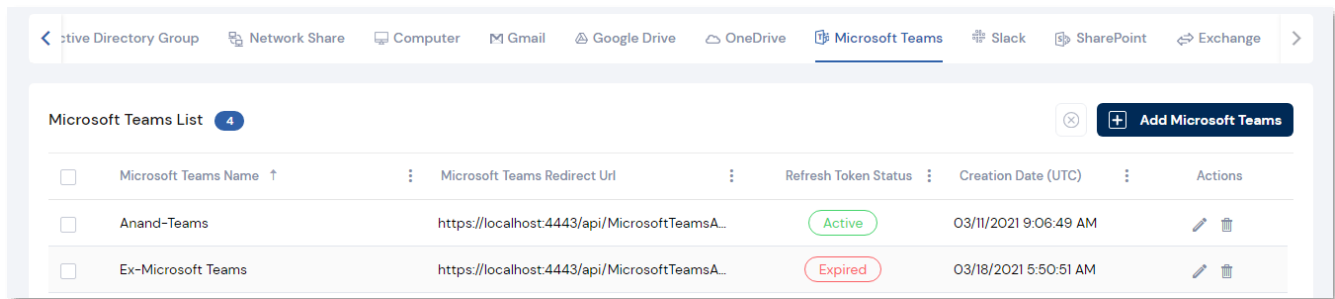 ctive Directory Group Network Share Computer Gmail Google Drive OneDrive Microsoft Teams Slack SharePoint Exchange
Microsoft Teams List 4 Add Microsoft Teams
Microsoft Teams Name ↑ Microsoft Teams Redirect Url Refresh Token Status Creation Date (UTC) Actions
Anand-Teams https://localhost:4443/api/MicrosoftTeamsA... Active 03/11/2021 9:06:49 AM
Ex-Microsoft Teams https://localhost:4443/api/MicrosoftTeamsA... Expired 03/18/2021 5:50:51 AM